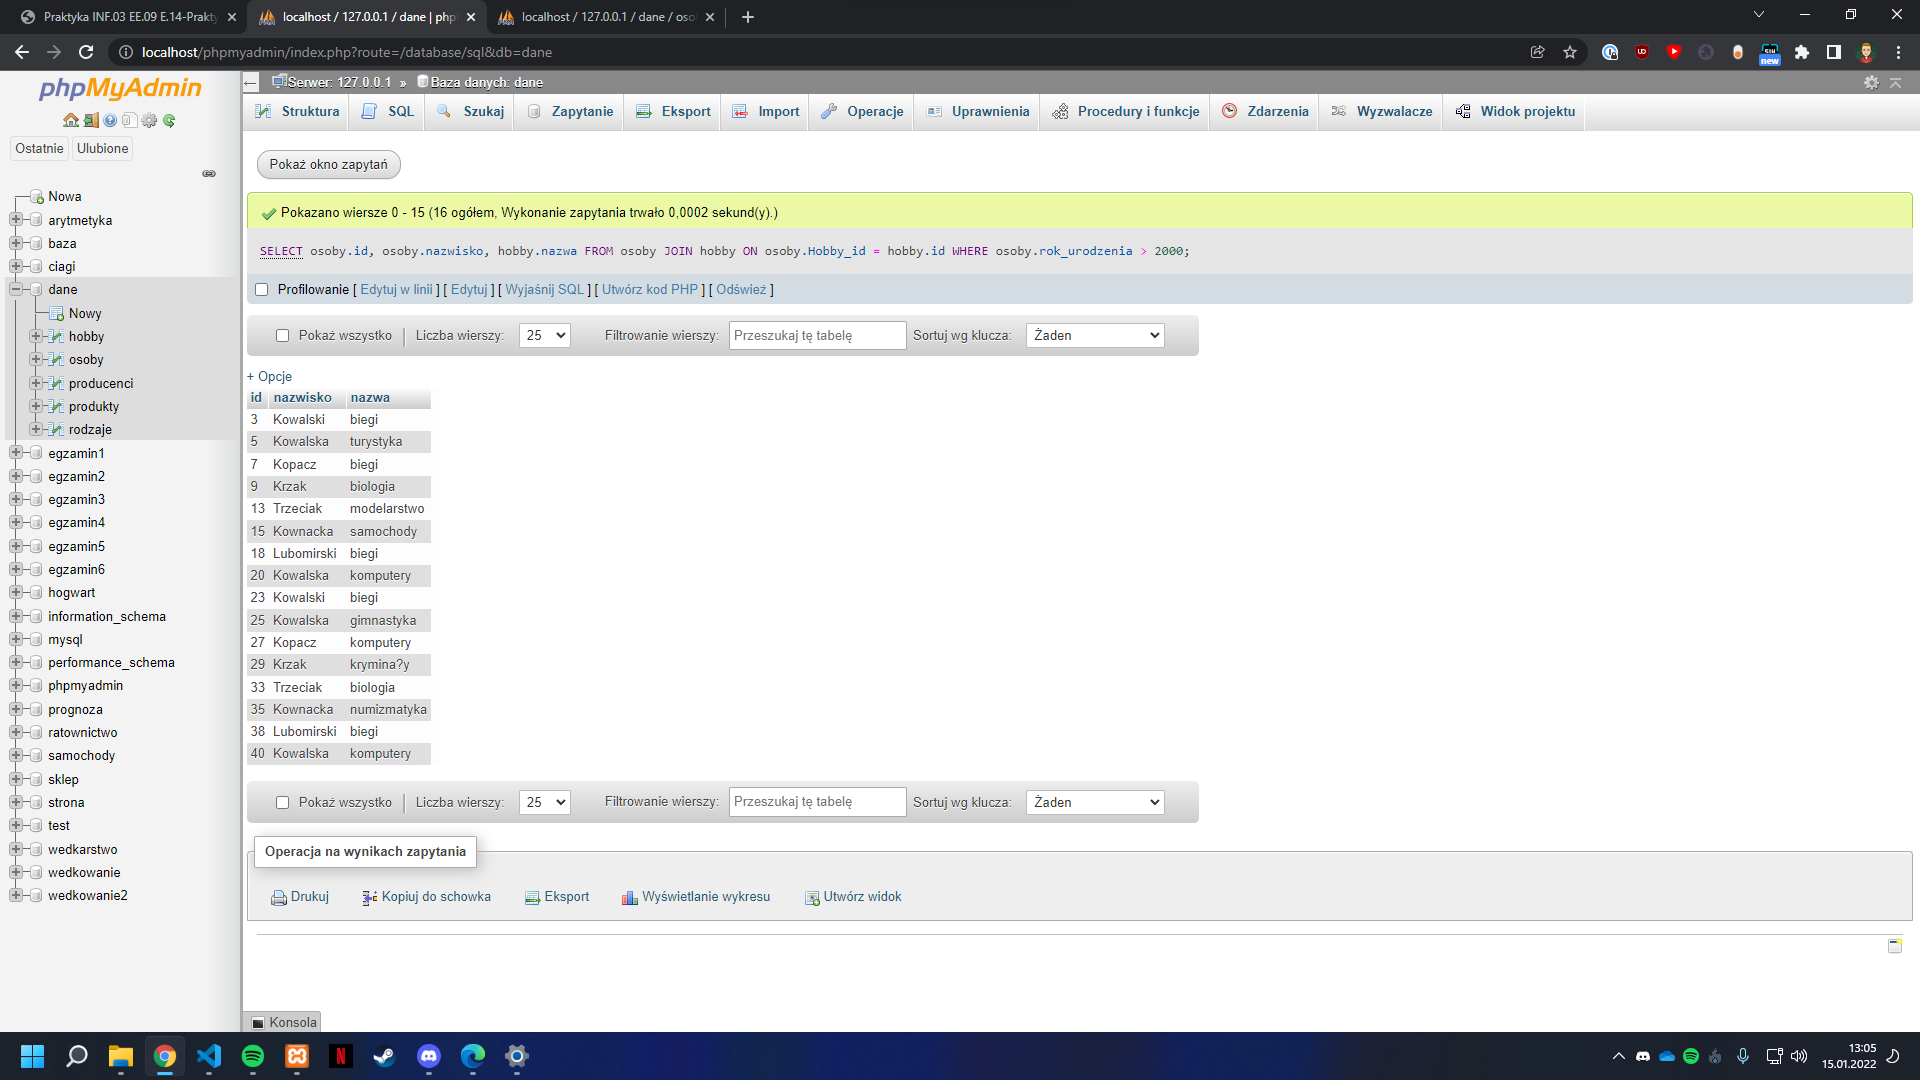 Praktyka INF.03 EE.09 E.14-Prakty
localhost / 127.0.0.1 / dane | php
localhost / 127.0.0.1 / dane / oso
localhost/phpmyadmin/index.php?route=/database/sql&db=dane
new
phpMyAdmin
Ostatnie
Ulubione
Nowa
arytmetyka
baza
ciagi
dane
Nowy
hobby
osoby
producenci
produkty
rodzaje
egzamin1
egzamin2
egzamin3
egzamin4
egzamin5
egzamin6
hogwart
information_schema
mysql
performance_schema
phpmyadmin
prognoza
ratownictwo
samochody
sklep
strona
test
wedkarstwo
wedkowanie
wedkowanie2
Serwer: 127.0.0.1 » Baza danych: dane
Struktura SQL Szukaj Zapytanie Eksport Import Operacje Uprawnienia Procedury i funkcje Zdarzenia Wyzwalacze Widok projektu
Pokaż okno zapytań
Pokazano wiersze 0 - 15 (16 ogółem, Wykonanie zapytania trwało 0,0002 sekund(y).)
SELECT osoby.id, osoby.nazwisko, hobby.nazwa FROM osoby JOIN hobby ON osoby.Hobby_id = hobby.id WHERE osoby.rok_urodzenia > 2000;
Profilowanie [ Edytuj w linii ] [ Edytuj ] [ Wyjaśnij SQL ] [ Utwórz kod PHP ] [ Odśwież ]
Pokaż wszystko | Liczba wierszy: 25 Filtrowanie wierszy: Przeszukaj tę tabelę Sortuj wg klucza: Żaden
+ Opcje
id nazwisko nazwa
3 Kowalski biegi
5 Kowalska turystyka
7 Kopacz biegi
9 Krzak biologia
13 Trzeciak modelarstwo
15 Kownacka samochody
18 Lubomirski biegi
20 Kowalska komputery
23 Kowalski biegi
25 Kowalska gimnastyka
27 Kopacz komputery
29 Krzak krymina?y
33 Trzeciak biologia
35 Kownacka numizmatyka
38 Lubomirski biegi
40 Kowalska komputery
Pokaż wszystko | Liczba wierszy: 25 Filtrowanie wierszy: Przeszukaj tę tabelę Sortuj wg klucza: Żaden
Operacja na wynikach zapytania
Drukuj Kopiuj do schowka Eksport Wyświetlanie wykresu Utwórz widok
Konsola
13:05
15.01.2022